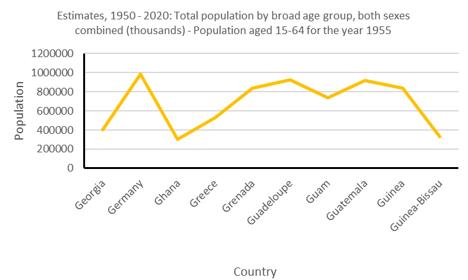 Estimates, 1950 - 2020: Total population by broad age group, both sexes
combined (thousands) - Population aged 15-64 for the year 1955
1200000
1000000
800000
600000
400000
200000
0
Population
Georgia
Germany
Ghana
Greece
Grenada
Guadeloupe
Guam
Guatemala
Guinea
Guinea-Bissau
Country